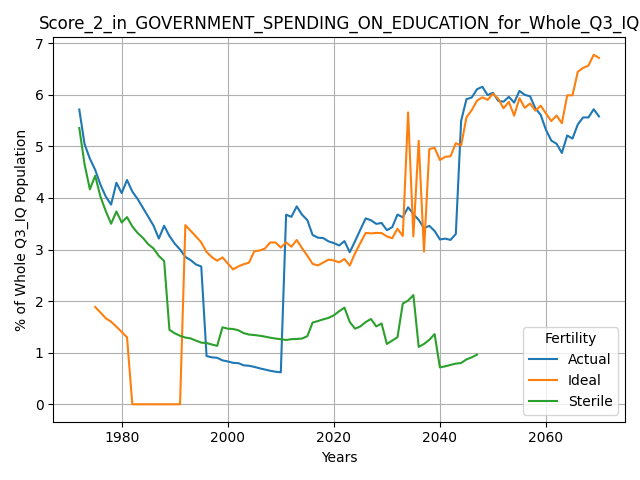 Score_2_in_GOVERNMENT_SPENDING_ON_EDUCATION_for_Whole_Q3_IQ
% of Whole Q3_IQ Population
7
6
5
4
3
2
1
0
1980
2000
2020
2040
2060
Years
Fertility
Actual
Ideal
Sterile